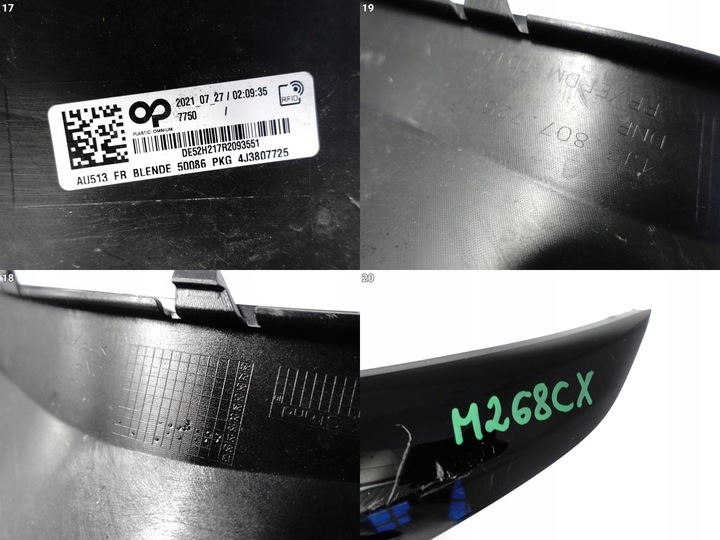 17
2021_07_27 / 02:09:35
7750 /
RFID
PLASTIC OMNIUM
DE52H217R2093551
AU513 FR BLENDE 50086 PKG 4J3807725
19
807
18
20
M268CX